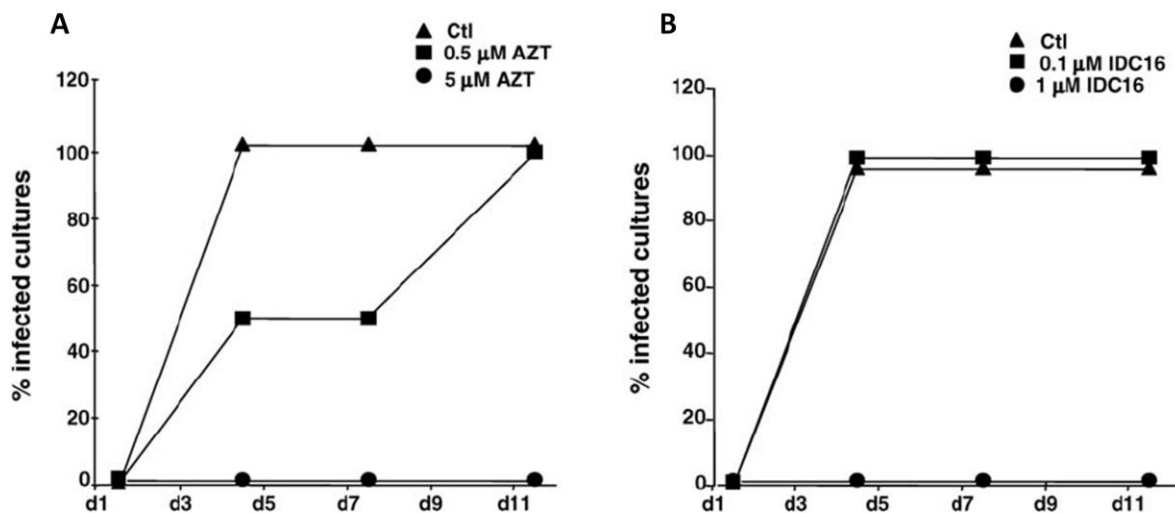 A
Ctl
0.5 μM AZT
5 μM AZT
% infected cultures
120
100
80
60
40
20
0
d1 d3 d5 d7 d9 d11
B
Ctl
0.1 μM IDC16
1 μM IDC16
% infected cultures
120
100
80
60
40
20
0
d1 d3 d5 d7 d9 d11